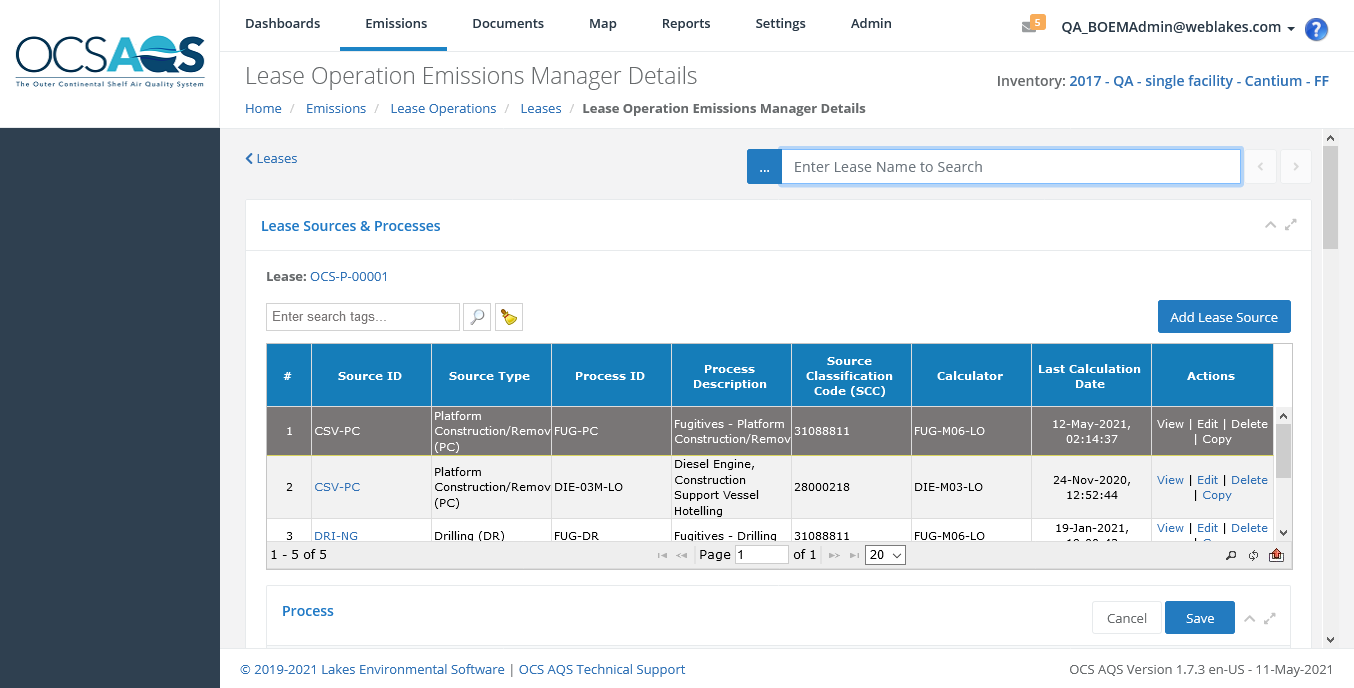 OCSAQS
The Outer Continental Shelf Air Quality System
Dashboards Emissions Documents Map Reports Settings Admin
5
QA_BOEMAdmin@weblakes.com
?
Lease Operation Emissions Manager Details
Inventory: 2017 - QA - single facility - Cantium - FF
Home / Emissions / Lease Operations / Leases / Lease Operation Emissions Manager Details
Leases
... Enter Lease Name to Search
Lease Sources & Processes
Lease: OCS-P-00001
Enter search tags...
Add Lease Source
# Source ID Source Type Process ID Process Description Source Classification Code (SCC) Calculator Last Calculation Date Actions
1 CSV-PC Platform Construction/Remov (PC) FUG-PC Fugitives - Platform Construction/Remov 31088811 FUG-M06-LO 12-May-2021, 02:14:37 View | Edit | Delete | Copy
2 CSV-PC Platform Construction/Remov (PC) DIE-03M-LO Diesel Engine, Construction Support Vessel Hotelling 28000218 DIE-M03-LO 24-Nov-2020, 12:52:44 View | Edit | Delete | Copy
3 DRI-NG Drilling (DR) FUG-DR Fugitives - Drilling 31088811 FUG-M06-LO 19-Jan-2021, View | Edit | Delete
1 - 5 of 5 Page 1 of 1 20
Process
Cancel Save
© 2019-2021 Lakes Environmental Software | OCS AQS Technical Support
OCS AQS Version 1.7.3 en-US - 11-May-2021